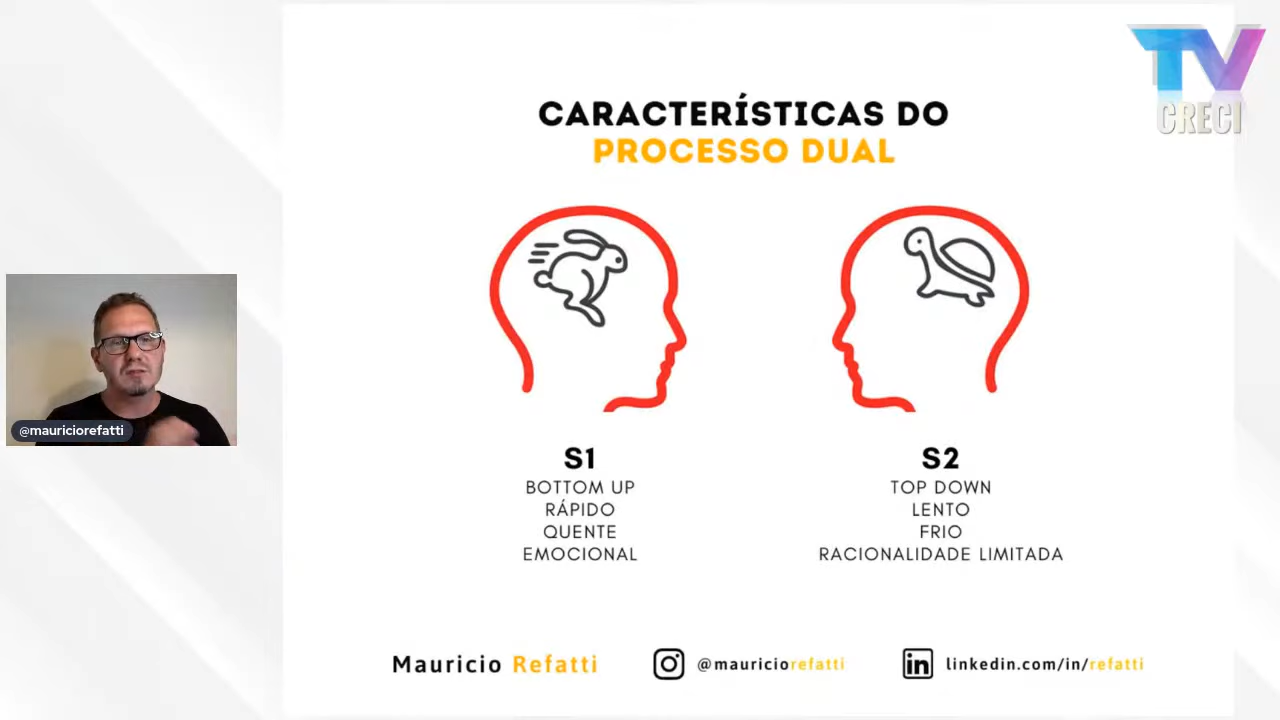 TV
CRECI
CARACTERÍSTICAS DO
PROCESSO DUAL
@mauriciorefatti
S1
BOTTOM UP
RÁPIDO
QUENTE
EMOCIONAL
S2
TOP DOWN
LENTO
FRIO
RACIONALIDADE LIMITADA
Mauricio Refatti
@mauriciorefatti
in
linkedin.com/in/refatti